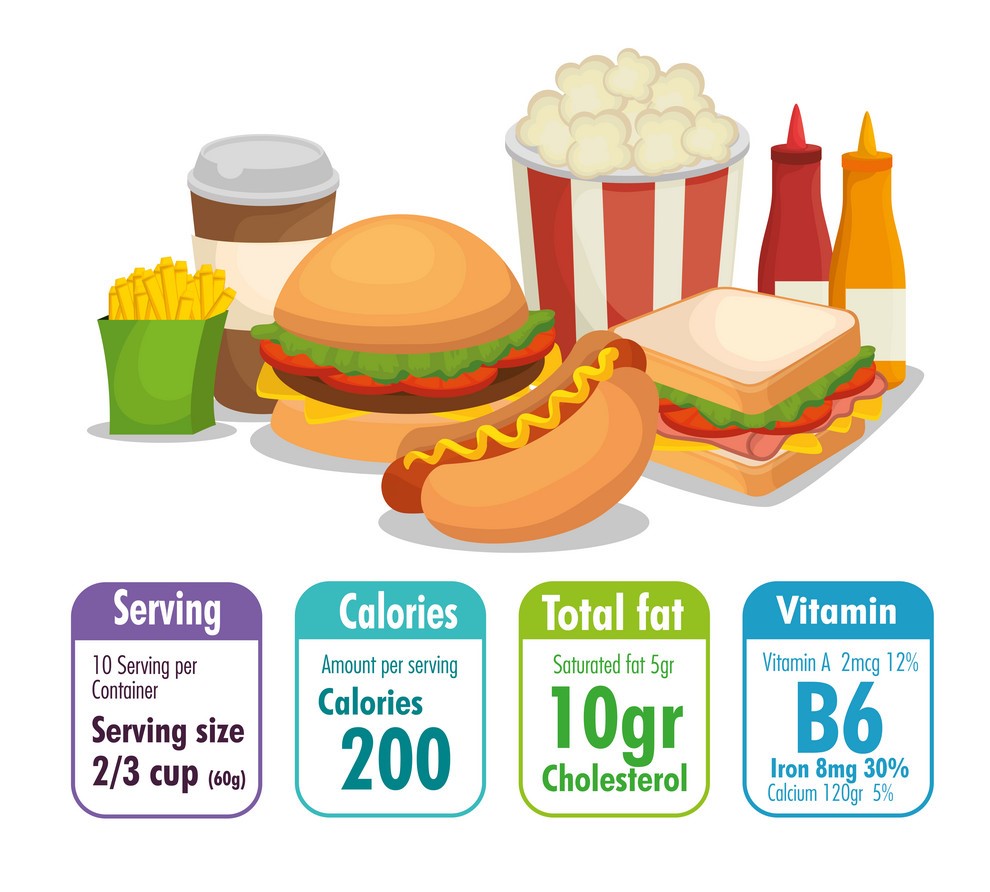 Serving
10 Serving per
Container
Serving size
2/3 cup (60g)
Calories
Amount per serving
Calories
200
Total fat
Saturated fat 5gr
10gr
Cholesterol
Vitamin
Vitamin A 2mcg 12%
B6
Iron 8mg 30%
Calcium 120gr 5%